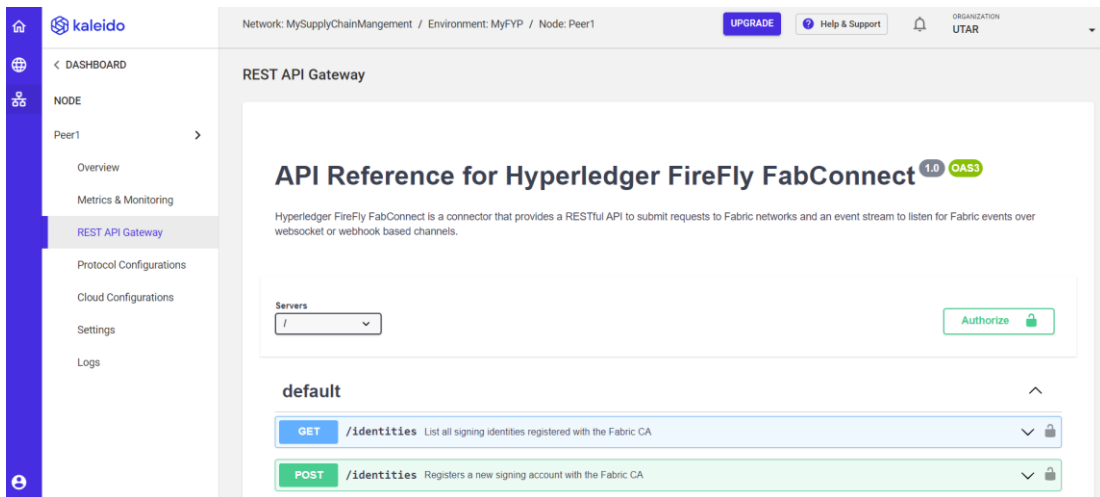 kaleido
Network: MySupplyChainMangement / Environment: MyFYP / Node: Peer1
UPGRADE
Help & Support
ORGANIZATION
UTAR
< DASHBOARD
NODE
Peer1
Overview
Metrics & Monitoring
REST API Gateway
Protocol Configurations
Cloud Configurations
Settings
Logs
REST API Gateway
API Reference for Hyperledger FireFly FabConnect 1.0 OAS3
Hyperledger FireFly FabConnect is a connector that provides a RESTful API to submit requests to Fabric networks and an event stream to listen for Fabric events over
websocket or webhook based channels.
Servers
/
Authorize
default
GET /identities List all signing identities registered with the Fabric CA
POST /identities Registers a new signing account with the Fabric CA